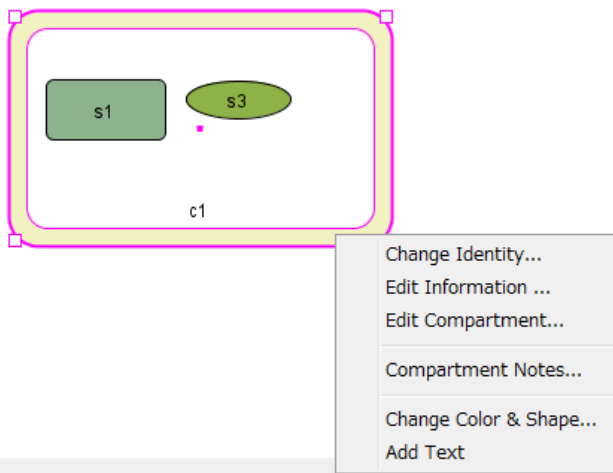 s1
s3
c1
Change Identity...
Edit Information ...
Edit Compartment...
Compartment Notes...
Change Color & Shape...
Add Text